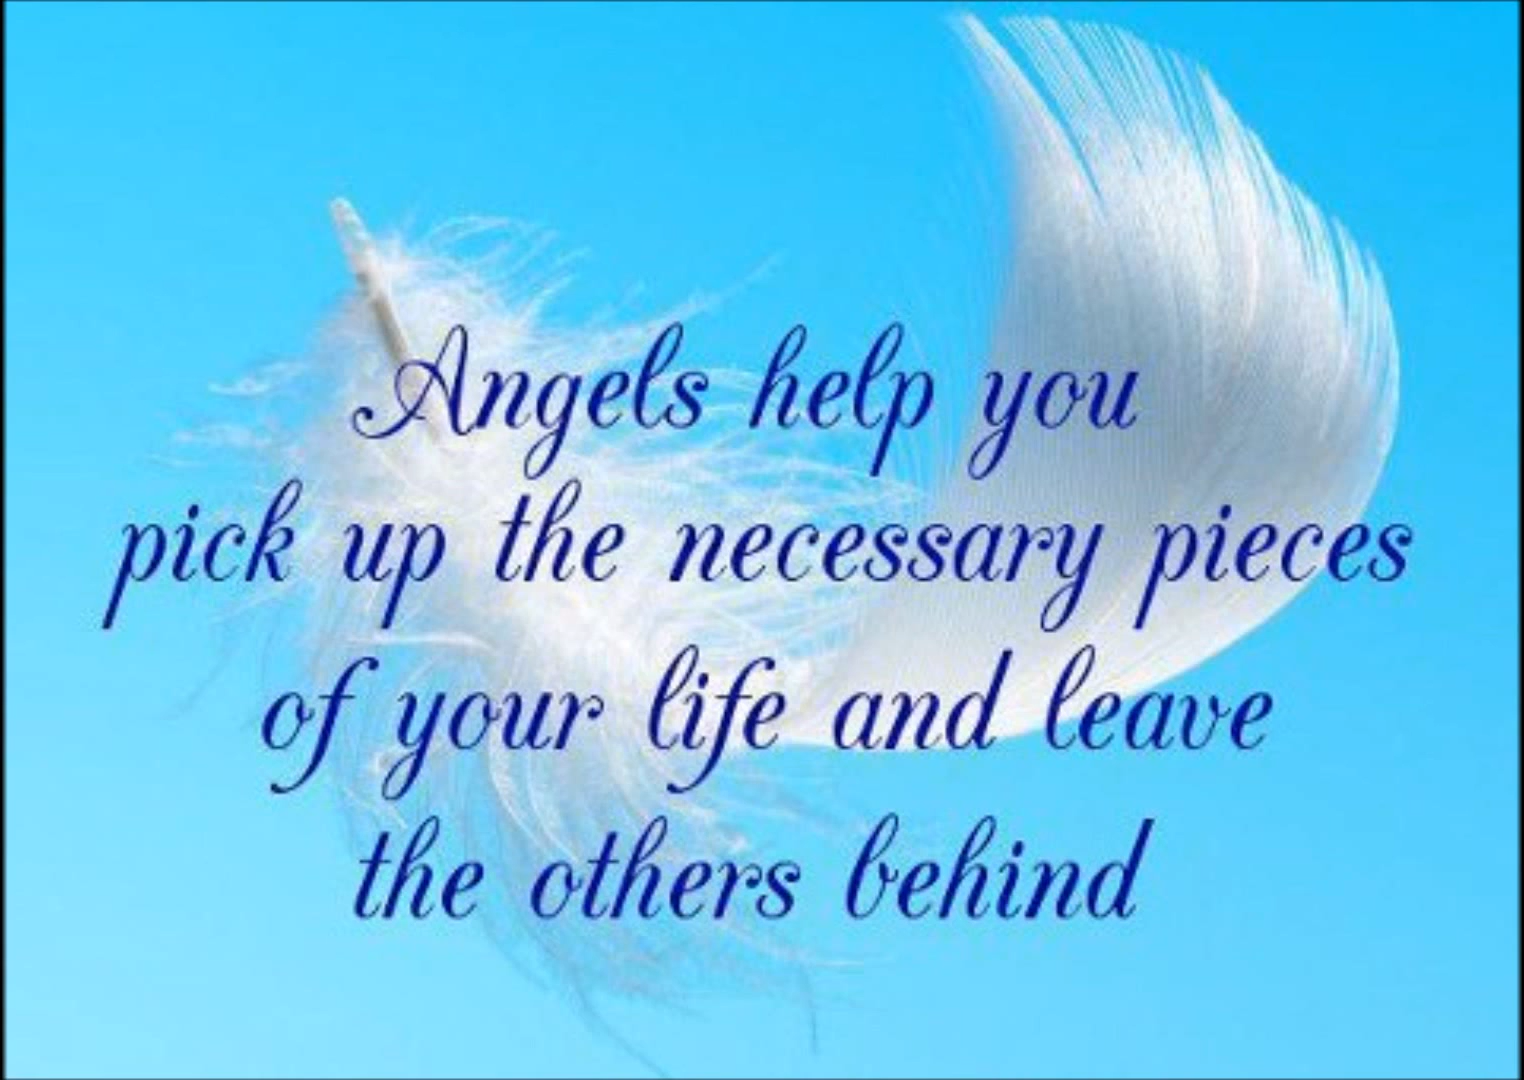 Angels help you
pick up the necessary pieces
of your life and leave
the others behind